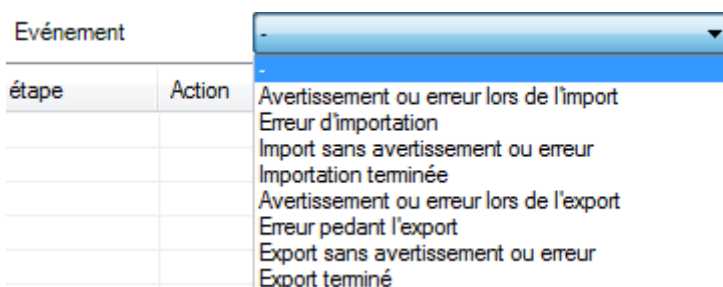 Evénement
-
-
étape
Action
Avertissement ou erreur lors de l'import
Erreur d'importation
Import sans avertissement ou erreur
Importation terminée
Avertissement ou erreur lors de l'export
Erreur pedant l'export
Export sans avertissement ou erreur
Export terminé